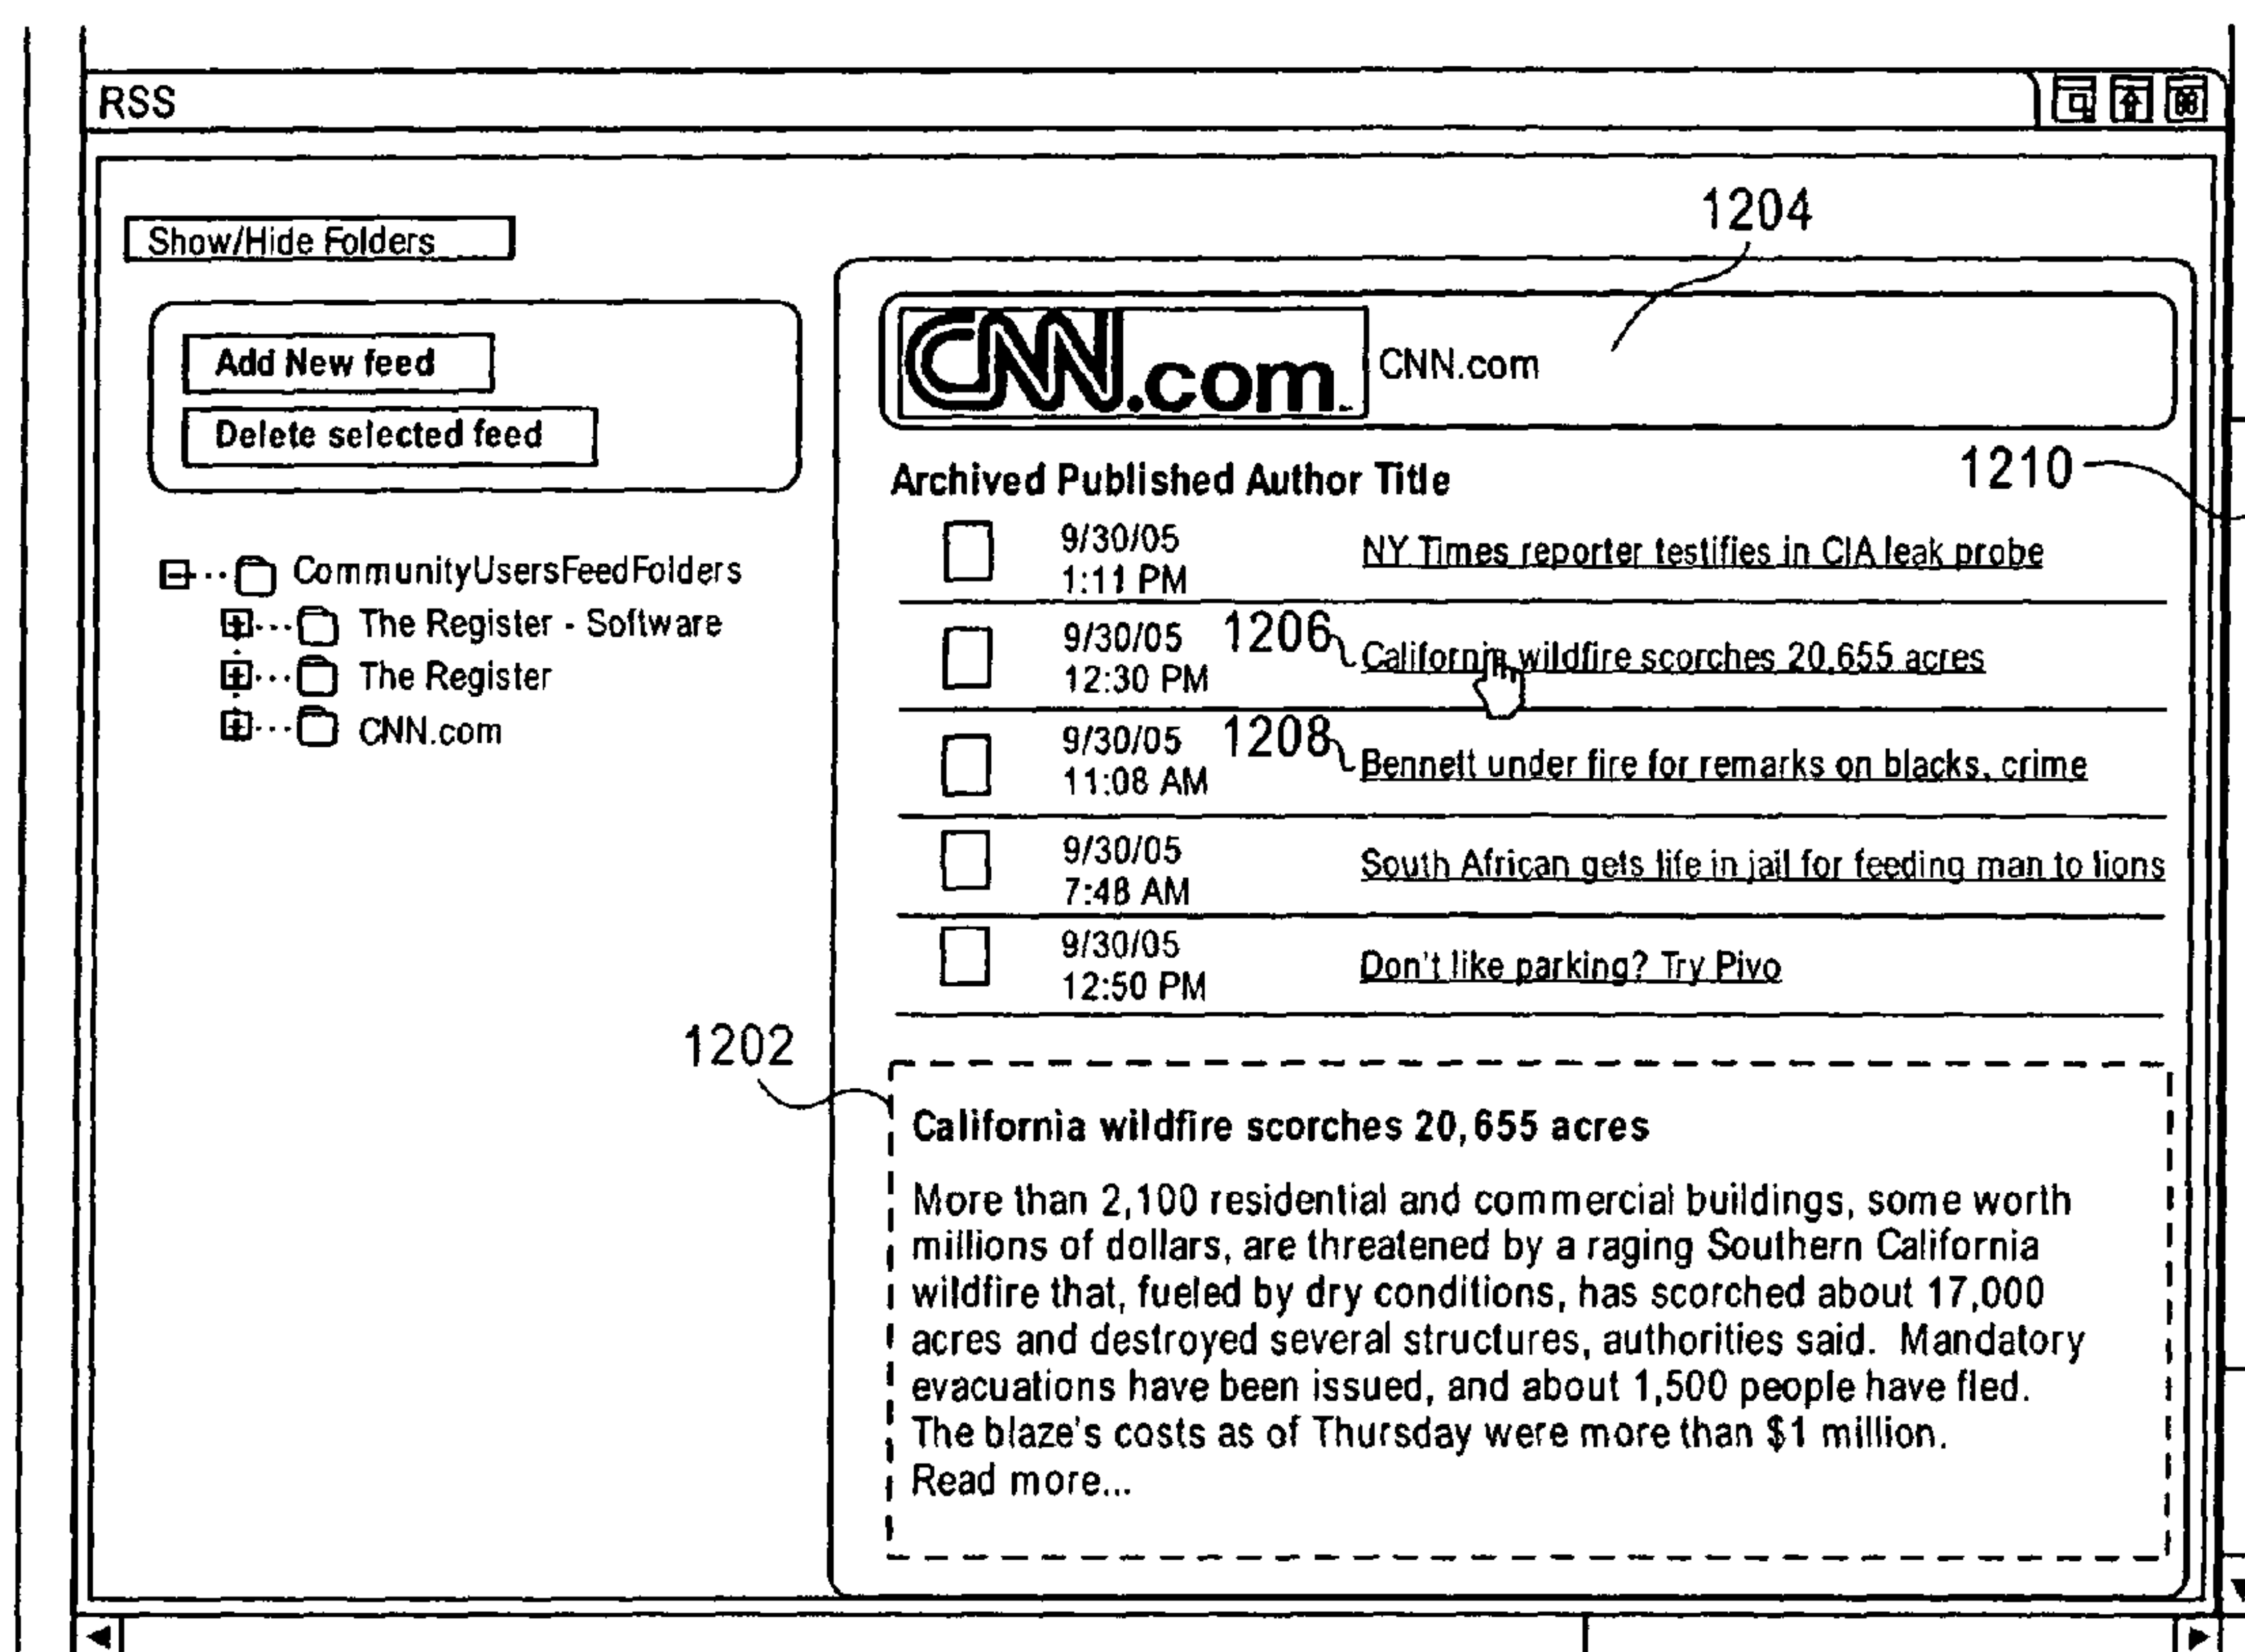 RSS
1204
Show/Hide Folders
CNN.com CNN.com
Add New feed
Delete selected feed
1210
Archived Published Author Title
9/30/05
1:11 PM
NY Times reporter testifies in CIA leak probe
CommunityUsersFeedFolders
The Register - Software
The Register
CNN.com
9/30/05
12:30 PM
1206
California wildfire scorches 20,655 acres
9/30/05
11:08 AM
1208
Bennett under fire for remarks on blacks, crime
9/30/05
7:48 AM
South African gets life in jail for feeding man to lions
9/30/05
12:50 PM
Don't like parking? Try Pivo
1202
California wildfire scorches 20,655 acres
More than 2,100 residential and commercial buildings, some worth
millions of dollars, are threatened by a raging Southern California
wildfire that, fueled by dry conditions, has scorched about 17,000
acres and destroyed several structures, authorities said. Mandatory
evacuations have been issued, and about 1,500 people have fled.
The blaze's costs as of Thursday were more than $1 million.
Read more...